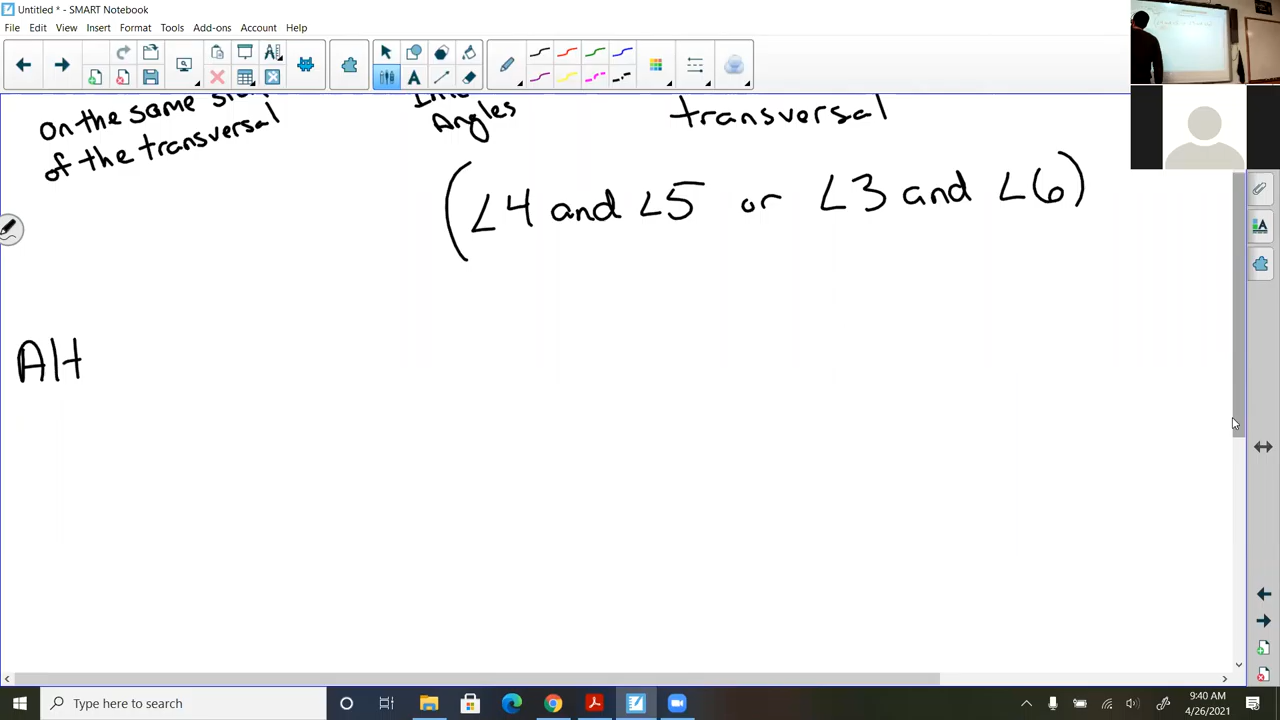 Untitled * - SMART Notebook
File Edit View Insert Format Tools Add-ons Account Help
on the same
of the transversal
Angles
transversal
(∠4 and ∠5 or ∠3 and ∠6)
Alt
Type here to search
9:40 AM
4/26/2021